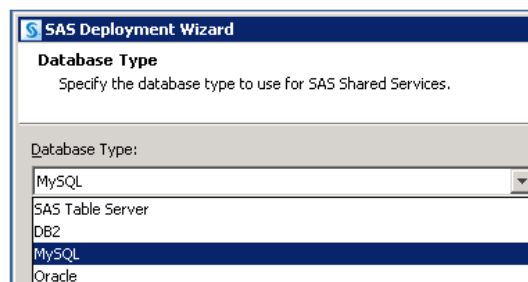 SAS Deployment Wizard
Database Type
Specify the database type to use for SAS Shared Services.
Database Type:
MySQL
SAS Table Server
DB2
MySQL
Oracle